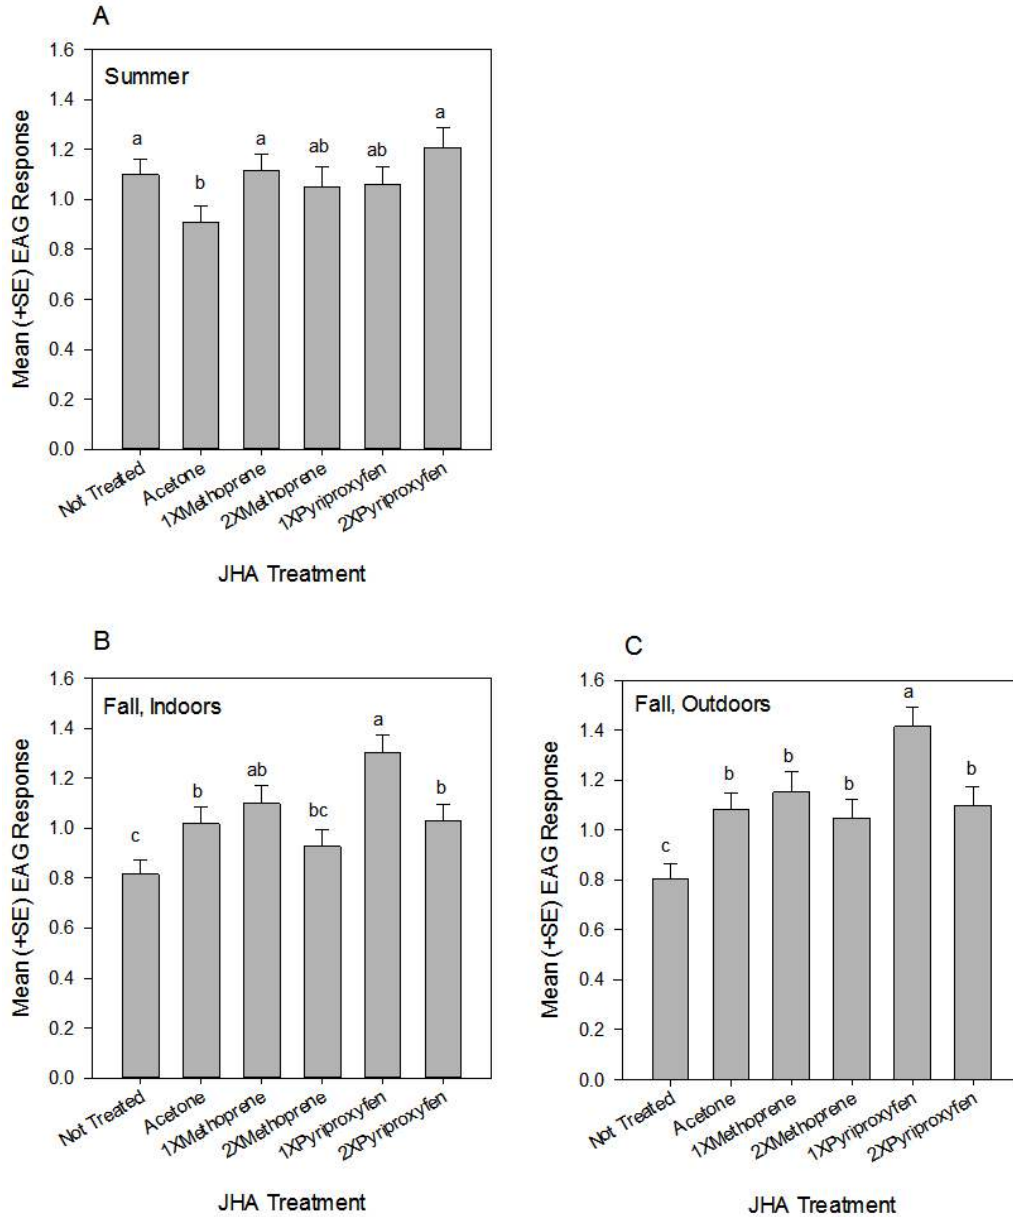 A
Summer
1.6
1.4
1.2
1.0
0.8
0.6
0.4
0.2
0.0
a
b
a
ab
ab
a
Mean (+SE) EAG Response
Not Treated
Acetone
1XMethoprene
2XMethoprene
1XPyriproxyfen
2XPyriproxyfen
JHA Treatment
B
Fall, Indoors
1.6
1.4
1.2
1.0
0.8
0.6
0.4
0.2
0.0
c
b
ab
bc
a
b
Mean (+SE) EAG Response
Not Treated
Acetone
1XMethoprene
2XMethoprene
1XPyriproxyfen
2XPyriproxyfen
JHA Treatment
C
Fall, Outdoors
1.6
1.4
1.2
1.0
0.8
0.6
0.4
0.2
0.0
c
b
b
b
a
b
Mean (+SE) EAG Response
Not Treated
Acetone
1XMethoprene
2XMethoprene
1XPyriproxyfen
2XPyriproxyfen
JHA Treatment